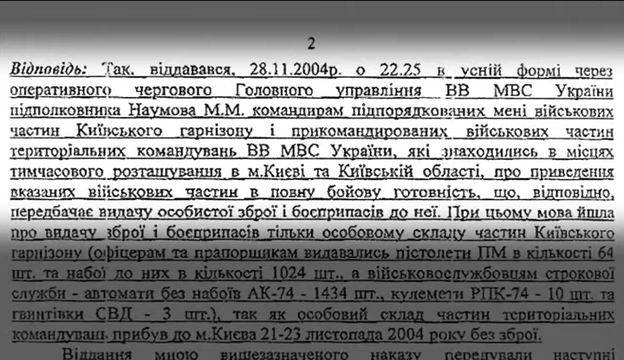 2
Відповідь: Так, віддавався, 28.11.2004р. о 22.25 в усній формі через
оперативного чергового Головного управління ВВ МВС України
підполковника Наумова М.М. командирам підпорядкованих мені військових
частин Київського гарнізону і прикомандированих військових частин
територіальних командувань ВВ МВС України, які знаходились в місцях
тимчасового розташування в м.Києві та Київській області, про приведення
вказаних військових частин в повну бойову готовність, що, відповідно,
передбачає видачу особистої зброї і боєприпасів до неї. При цьому мова йшла
про видачу зброї і боєприпасів тільки особовому складу частин Київського
гарнізону (офіцерам та прапорщикам видавались пістолети ПМ в кількості 64
шт. та набої до них в кількості 1024 шт., а військовослужбовцям строкової
служби - автомати без набоїв АК-74 - 1434 шт., кулемети РПК-74 - 10 шт. та
гвинтівки СВД - 3 шт.), так як особовий склад частин територіальних
командувань прибув до м.Києва 21-23 листопада 2004 року без зброї.
Віддання мною вищезазначеного наказу передували наступні